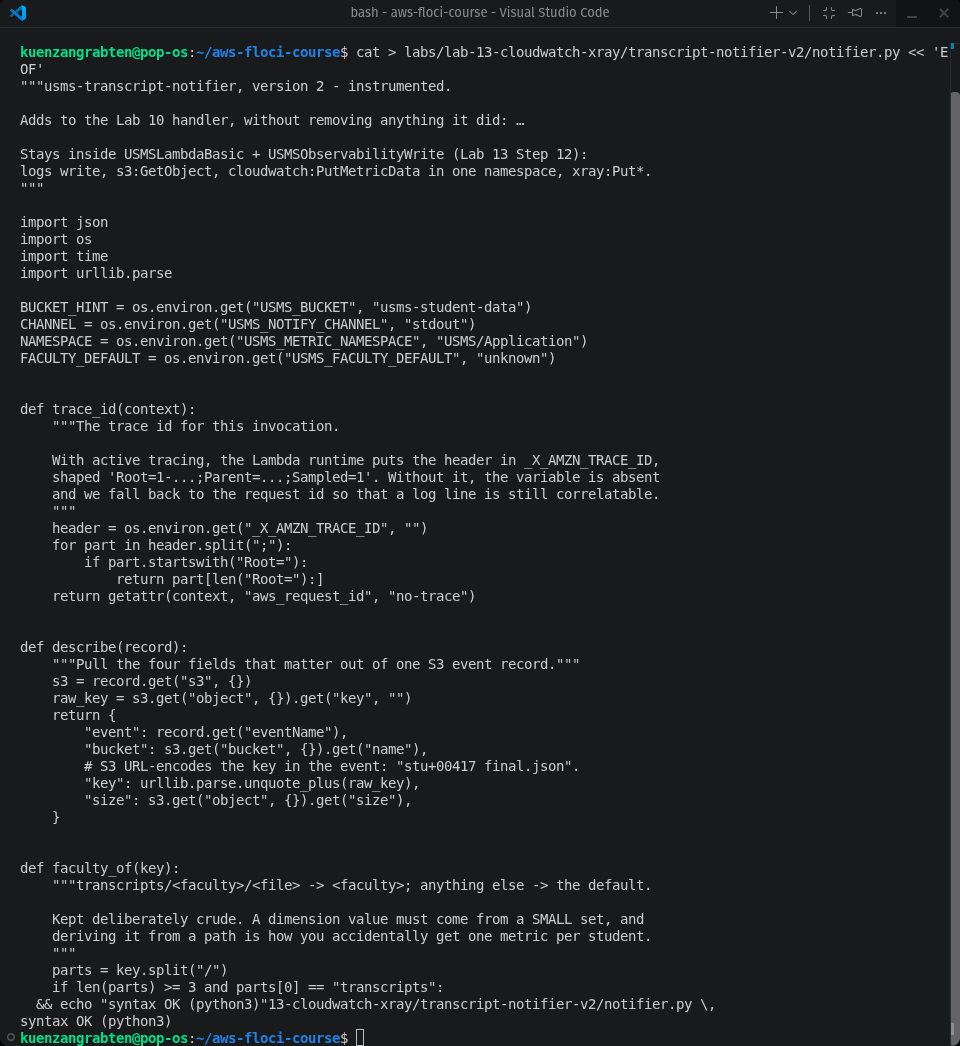 bash - aws-floci-course - Visual Studio Code
kuenzangrabten@pop-os:~/aws-floci-course$ cat > labs/lab-13-cloudwatch-xray/transcript-notifier-v2/notifier.py << 'E
OF'
"""usms-transcript-notifier, version 2 - instrumented.

Adds to the Lab 10 handler, without removing anything it did: …

Stays inside USMSLambdaBasic + USMSObservabilityWrite (Lab 13 Step 12):
logs write, s3:GetObject, cloudwatch:PutMetricData in one namespace, xray:Put*.
"""

import json
import os
import time
import urllib.parse

BUCKET_HINT = os.environ.get("USMS_BUCKET", "usms-student-data")
CHANNEL = os.environ.get("USMS_NOTIFY_CHANNEL", "stdout")
NAMESPACE = os.environ.get("USMS_METRIC_NAMESPACE", "USMS/Application")
FACULTY_DEFAULT = os.environ.get("USMS_FACULTY_DEFAULT", "unknown")


def trace_id(context):
    """The trace id for this invocation.

    With active tracing, the Lambda runtime puts the header in _X_AMZN_TRACE_ID,
    shaped 'Root=1-...;Parent=...;Sampled=1'. Without it, the variable is absent
    and we fall back to the request id so that a log line is still correlatable.
    """
    header = os.environ.get("_X_AMZN_TRACE_ID", "")
    for part in header.split(";"):
        if part.startswith("Root="):
            return part[len("Root="):]
    return getattr(context, "aws_request_id", "no-trace")


def describe(record):
    """Pull the four fields that matter out of one S3 event record."""
    s3 = record.get("s3", {})
    raw_key = s3.get("object", {}).get("key", "")
    return {
        "event": record.get("eventName"),
        "bucket": s3.get("bucket", {}).get("name"),
        # S3 URL-encodes the key in the event: "stu+00417 final.json".
        "key": urllib.parse.unquote_plus(raw_key),
        "size": s3.get("object", {}).get("size"),
    }


def faculty_of(key):
    """transcripts/<faculty>/<file> -> <faculty>; anything else -> the default.

    Kept deliberately crude. A dimension value must come from a SMALL set, and
    deriving it from a path is how you accidentally get one metric per student.
    """
    parts = key.split("/")
    if len(parts) >= 3 and parts[0] == "transcripts":
  && echo "syntax OK (python3)"13-cloudwatch-xray/transcript-notifier-v2/notifier.py \,
syntax OK (python3)
kuenzangrabten@pop-os:~/aws-floci-course$